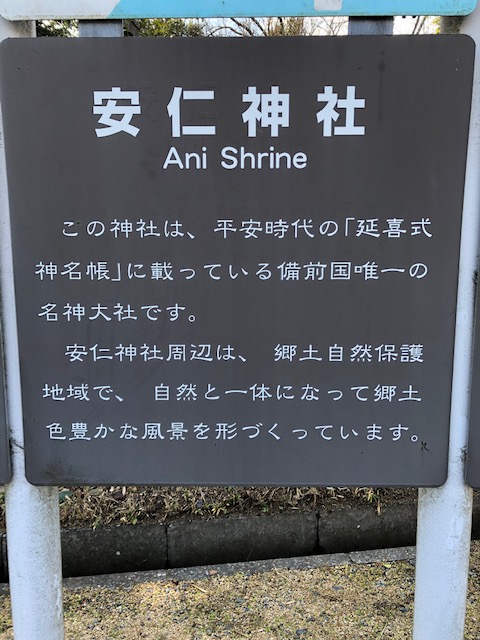 安仁神社
Ani Shrine
この神社は、平安時代の「延喜式
神名帳」に載っている備前国唯一の
名神大社です。
安仁神社周辺は、郷土自然保護
地域で、自然と一体になって郷土
色豊かな風景を形づくっています。